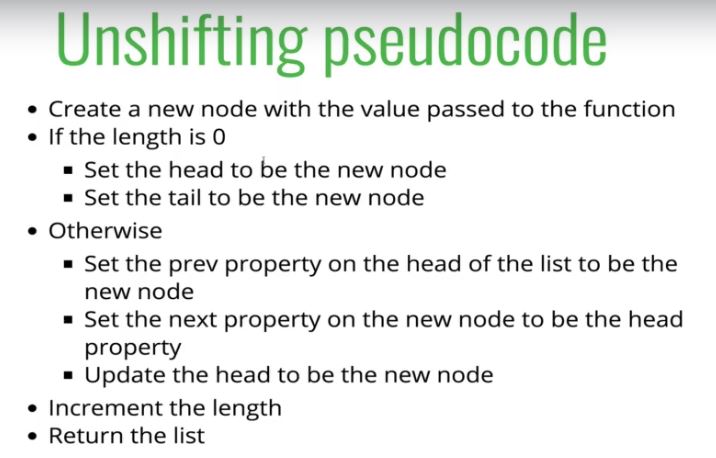 Unshifting pseudocode
• Create a new node with the value passed to the function
• If the length is 0
▪ Set the head to be the new node
▪ Set the tail to be the new node
• Otherwise
▪ Set the prev property on the head of the list to be the
new node
▪ Set the next property on the new node to be the head
property
▪ Update the head to be the new node
• Increment the length
• Return the list